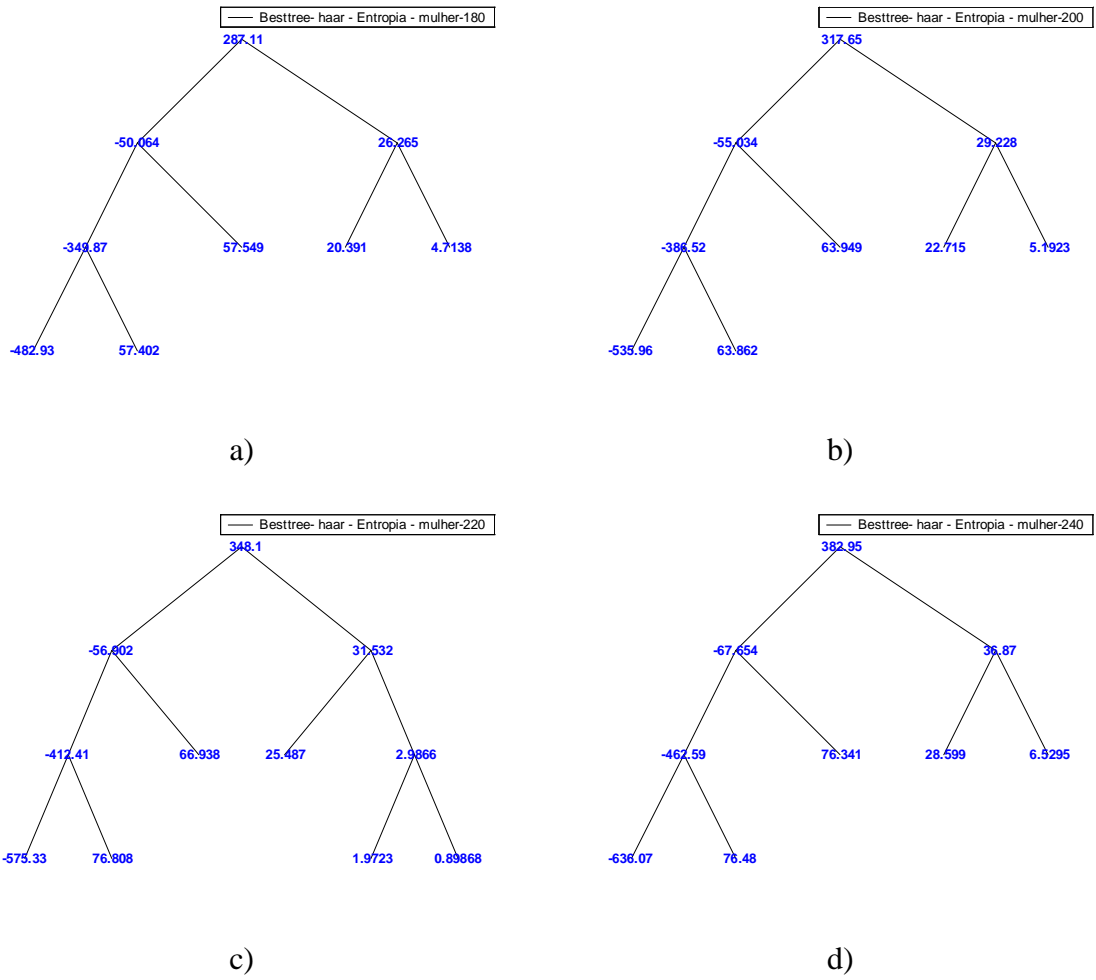 Besttree- haar - Entropia - mulher-180
287.11
-50.064 26.265
-349.87 57.549 20.391 4.7138
-482.93 57.402
a)
Besttree- haar - Entropia - mulher-200
317.65
-55.034 29.228
-386.52 63.949 22.715 5.1923
-535.96 63.862
b)
Besttree- haar - Entropia - mulher-220
348.1
-56.902 31.532
-412.41 66.938 25.487 2.9866
-575.33 76.808 1.9723 0.89868
c)
Besttree- haar - Entropia - mulher-240
382.95
-67.654 36.87
-462.59 76.341 28.599 6.5295
-636.07 76.48
d)